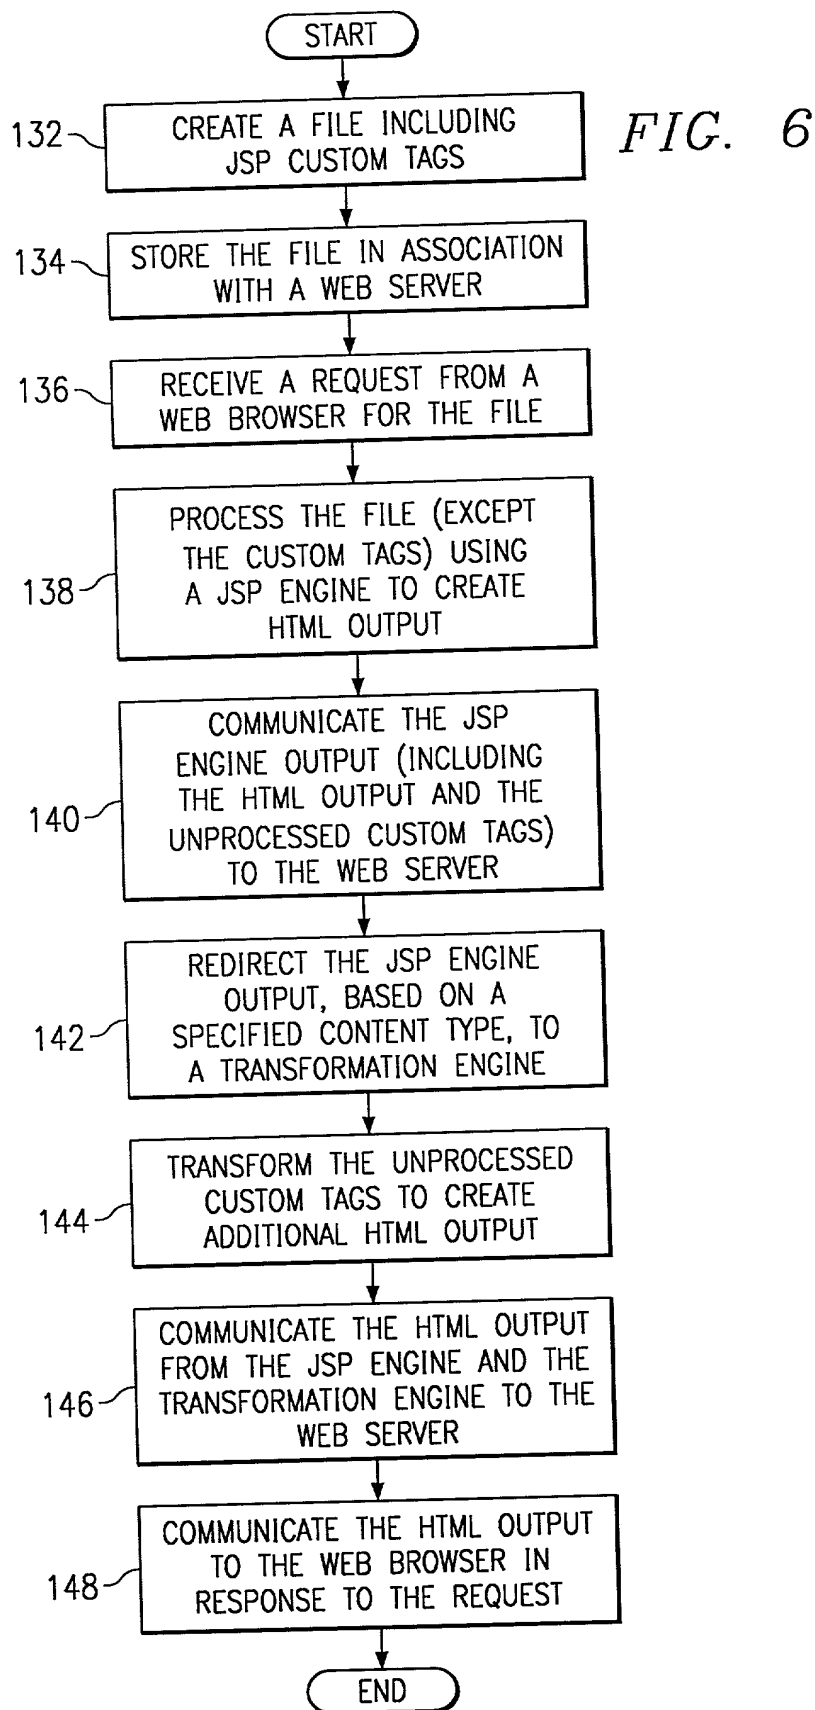 START
FIG. 6
132
CREATE A FILE INCLUDING
JSP CUSTOM TAGS
134
STORE THE FILE IN ASSOCIATION
WITH A WEB SERVER
136
RECEIVE A REQUEST FROM A
WEB BROWSER FOR THE FILE
138
PROCESS THE FILE (EXCEPT
THE CUSTOM TAGS) USING
A JSP ENGINE TO CREATE
HTML OUTPUT
140
COMMUNICATE THE JSP
ENGINE OUTPUT (INCLUDING
THE HTML OUTPUT AND THE
UNPROCESSED CUSTOM TAGS)
TO THE WEB SERVER
142
REDIRECT THE JSP ENGINE
OUTPUT, BASED ON A
SPECIFIED CONTENT TYPE, TO
A TRANSFORMATION ENGINE
144
TRANSFORM THE UNPROCESSED
CUSTOM TAGS TO CREATE
ADDITIONAL HTML OUTPUT
146
COMMUNICATE THE HTML OUTPUT
FROM THE JSP ENGINE AND THE
TRANSFORMATION ENGINE TO THE
WEB SERVER
148
COMMUNICATE THE HTML OUTPUT
TO THE WEB BROWSER IN
RESPONSE TO THE REQUEST
END